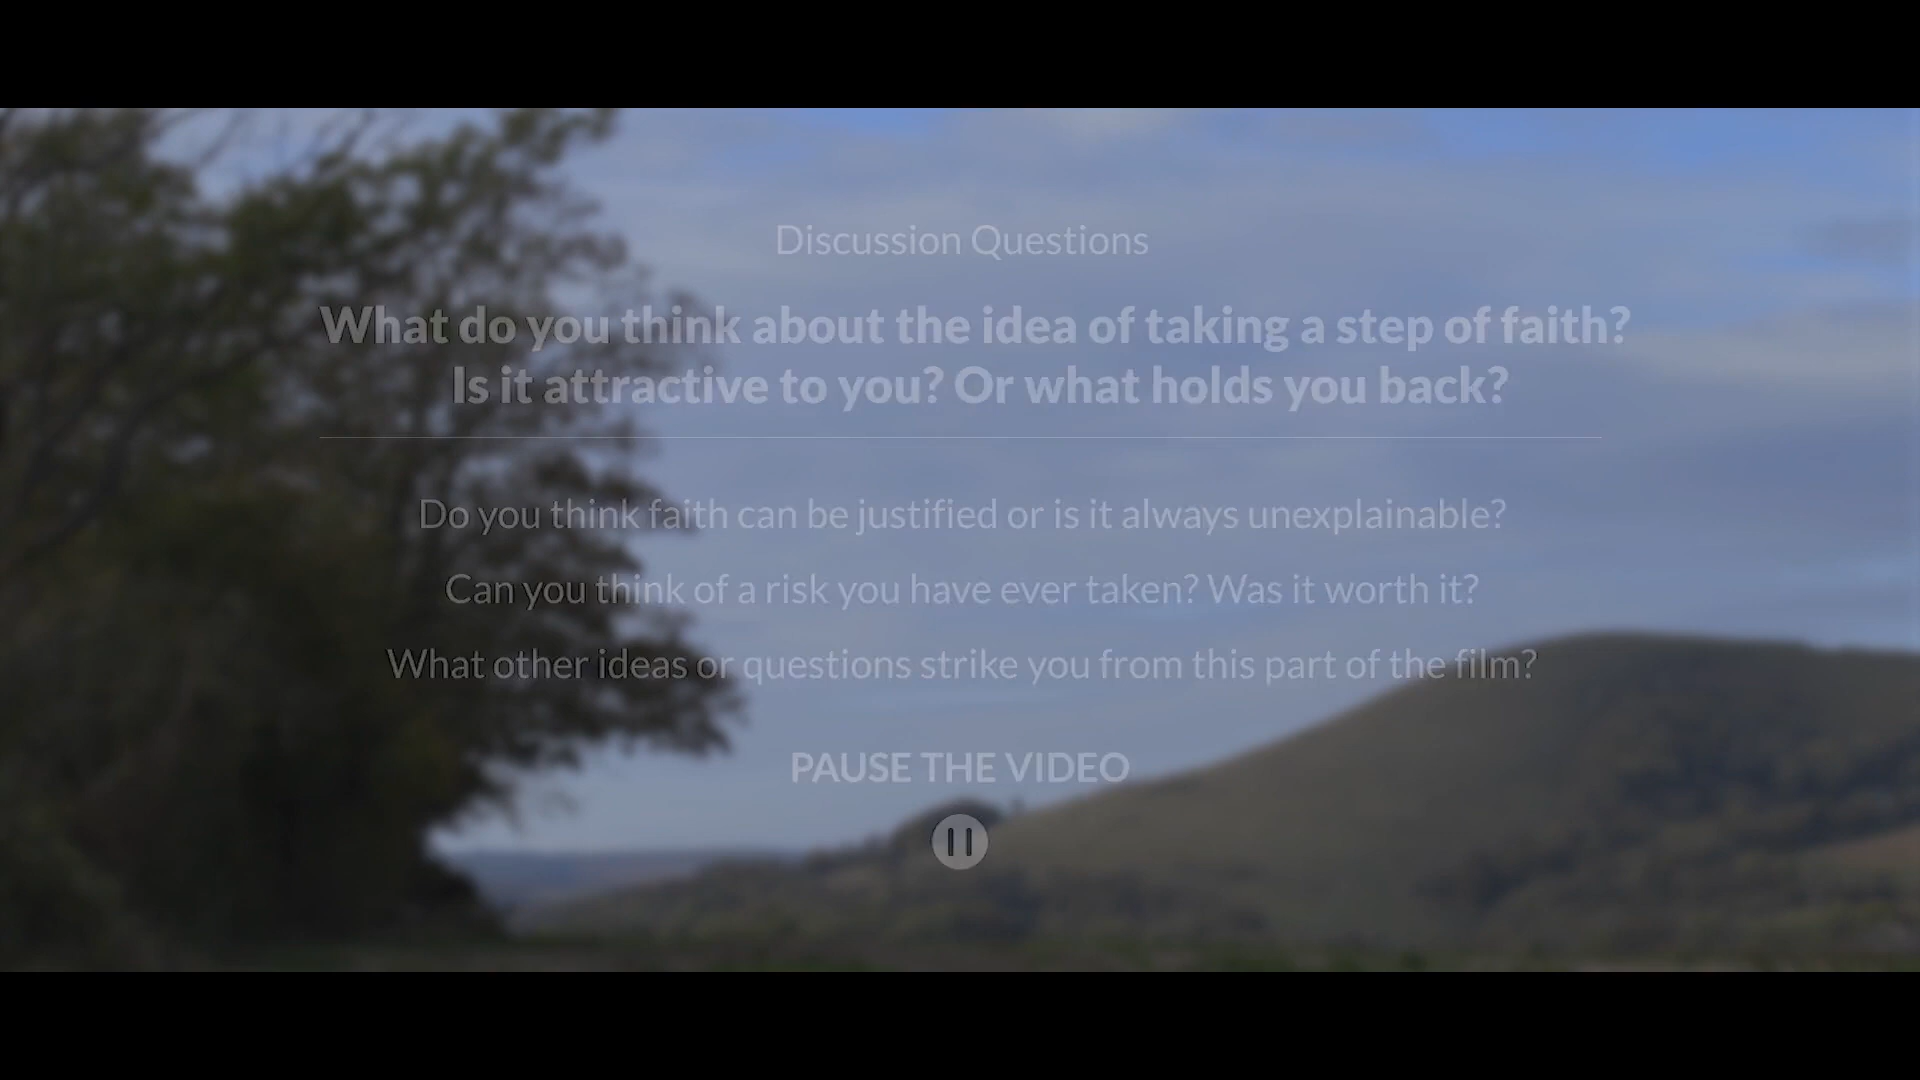 Discussion Questions
What do you think about the idea of taking a step of faith?
Is it attractive to you? Or what holds you back?
Do you think faith can be justified or is it always unexplainable?
Can you think of a risk you have ever taken? Was it worth it?
What other ideas or questions strike you from this part of the film?
PAUSE THE VIDEO